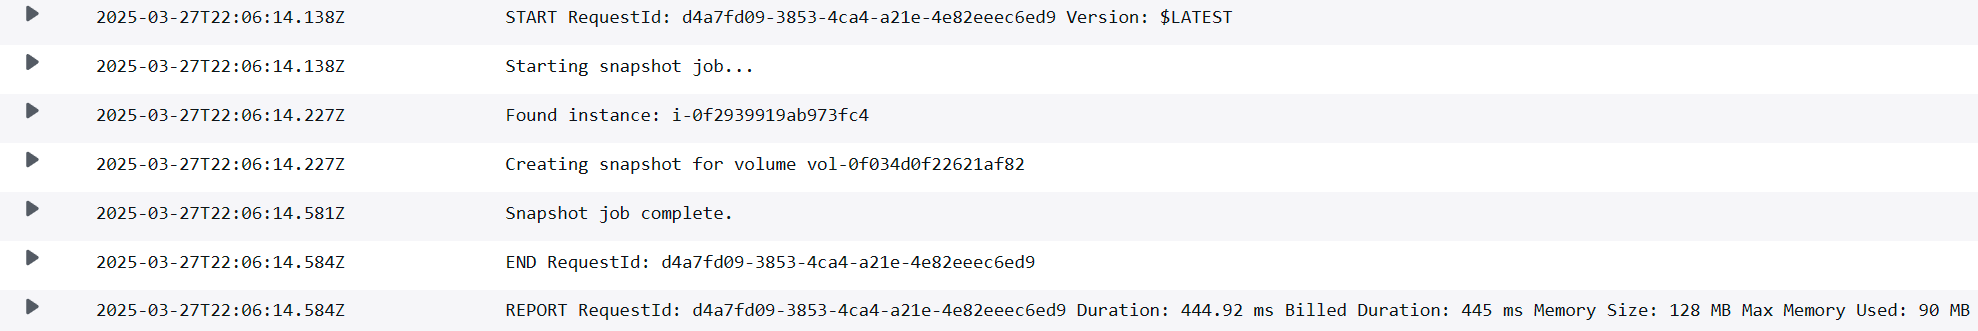 2025-03-27T22:06:14.138Z START RequestId: d4a7fd09-3853-4ca4-a21e-4e82eeec6ed9 Version: $LATEST
2025-03-27T22:06:14.138Z Starting snapshot job...
2025-03-27T22:06:14.227Z Found instance: i-0f2939919ab973fc4
2025-03-27T22:06:14.227Z Creating snapshot for volume vol-0f034d0f22621af82
2025-03-27T22:06:14.581Z Snapshot job complete.
2025-03-27T22:06:14.584Z END RequestId: d4a7fd09-3853-4ca4-a21e-4e82eeec6ed9
2025-03-27T22:06:14.584Z REPORT RequestId: d4a7fd09-3853-4ca4-a21e-4e82eeec6ed9 Duration: 444.92 ms Billed Duration: 445 ms Memory Size: 128 MB Max Memory Used: 90 MB